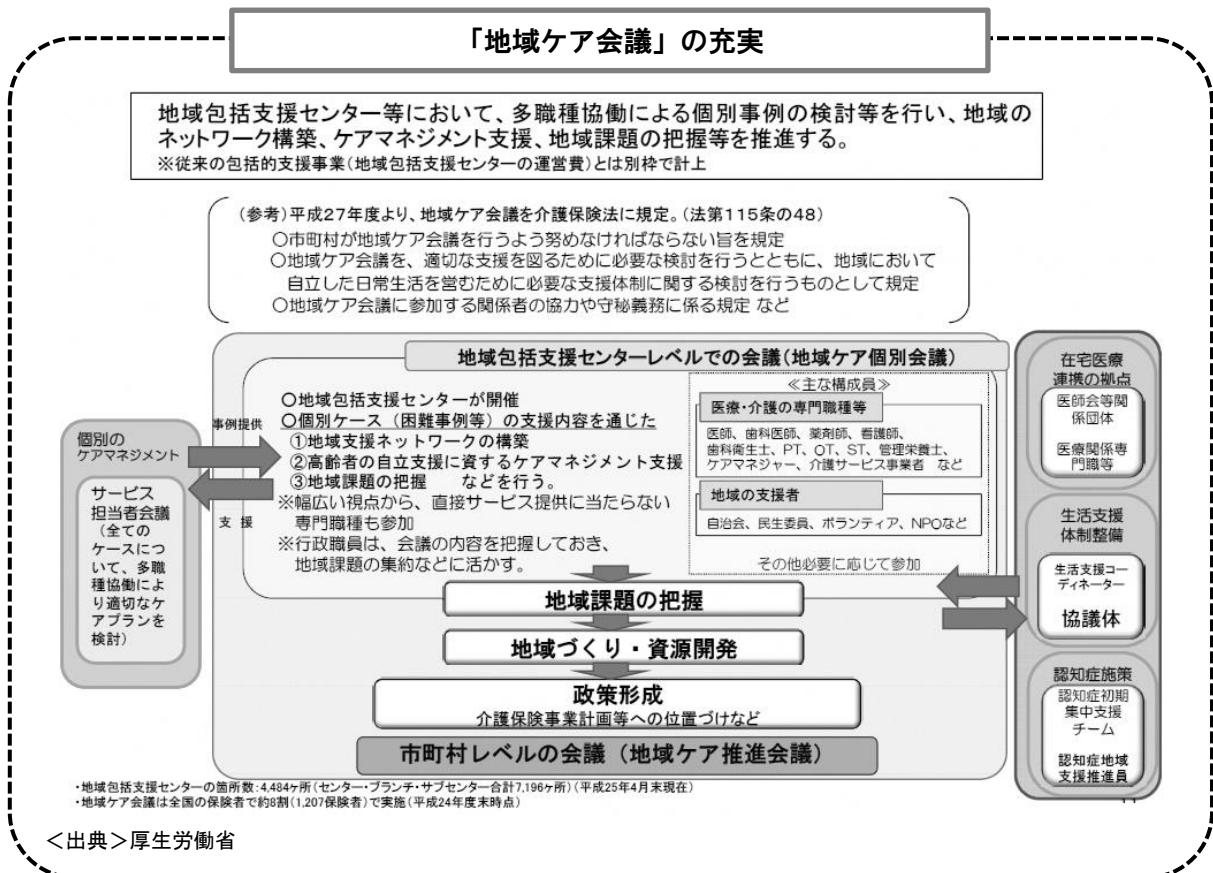 「地域ケア会議」の充実
地域包括支援センター等において、多職種協働による個別事例の検討等を行い、地域の
ネットワーク構築、ケアマネジメント支援、地域課題の把握等を推進する。
※従来の包括的支援事業(地域包括支援センターの運営費)とは別枠で計上
(参考)平成27年度より、地域ケア会議を介護保険法に規定。(法第115条の48)
○市町村が地域ケア会議を行うよう努めなければならない旨を規定
○地域ケア会議を、適切な支援を図るために必要な検討を行うとともに、地域において
自立した日常生活を営むために必要な支援体制に関する検討を行うものとして規定
○地域ケア会議に参加する関係者の協力や守秘義務に係る規定 など
地域包括支援センターレベルでの会議(地域ケア個別会議)
○地域包括支援センターが開催
○個別ケース(困難事例等)の支援内容を通じた
①地域支援ネットワークの構築
②高齢者の自立支援に資するケアマネジメント支援
③地域課題の把握 などを行う。
※幅広い視点から、直接サービス提供に当たらない
専門職種も参加
※行政職員は、会議の内容を把握しておき、
地域課題の集約などに活かす。
≪主な構成員≫
医療・介護の専門職種等
医師、歯科医師、薬剤師、看護師、
歯科衛生士、PT、OT、ST、管理栄養士、
ケアマネジャー、介護サービス事業者 など
地域の支援者
自治会、民生委員、ボランティア、NPOなど
その他必要に応じて参加
事例提供
支 援
個別の
ケアマネジメント
サービス
担当者会議
(全ての
ケースにつ
いて、多職
種協働によ
り適切なケ
アプランを
検討)
地域課題の把握
地域づくり・資源開発
政策形成
介護保険事業計画等への位置づけなど
市町村レベルの会議(地域ケア推進会議)
在宅医療
連携の拠点
医師会等関
係団体
医療関係専
門職等
生活支援
体制整備
生活支援コー
ディネーター
協議体
認知症施策
認知症初期
集中支援
チーム
認知症地域
支援推進員
・地域包括支援センターの箇所数:4,484ヶ所(センター・ブランチ・サブセンター合計7,196ヶ所)(平成25年4月末現在)
・地域ケア会議は全国の保険者で約8割(1,207保険者)で実施(平成24年度末時点)
<出典>厚生労働省